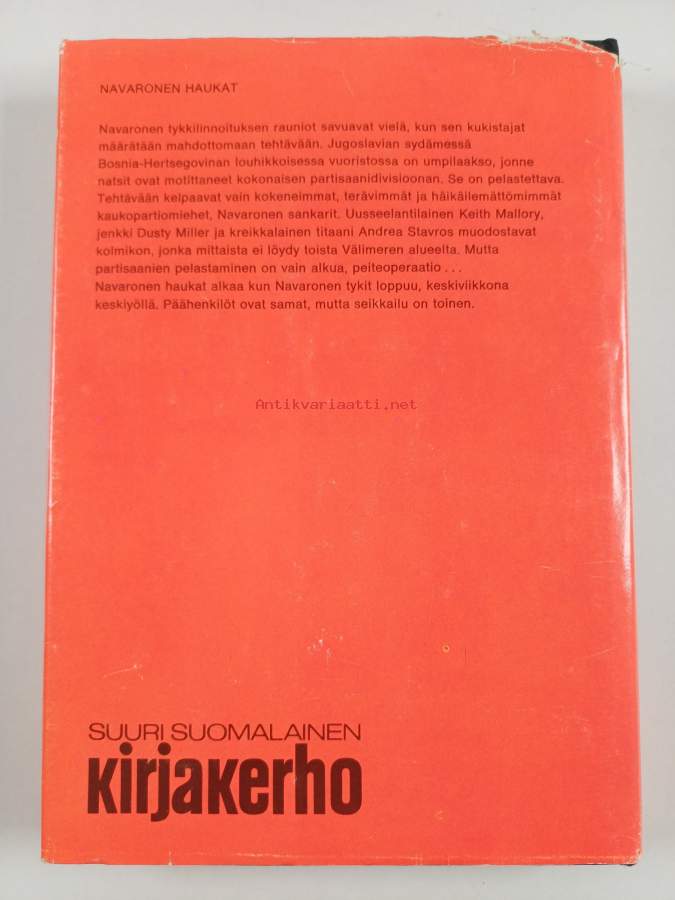 NAVARONEN HAUKAT
Navaronen tykkilinnoituksen rauniot savuavat vielä, kun sen kukistajat
määrätään mahdottomaan tehtävään. Jugoslavian sydämessä
Bosnia-Hertsegovinan louhikkoisessa vuoristossa on umpilaakso, jonne
natsit ovat motittaneet kokonaisen partisaanidivisioonan. Se on pelastettava.
Tehtävään kelpaavat vain kokeneimmat, terävimmät ja häikäilemättömimmät
kaukopartiomiehet, Navaronen sankarit. Uusseelantilainen Keith Mallory,
jenkki Dusty Miller ja kreikkalainen titaani Andrea Stavros muodostavat
kolmikon, jonka mittaista ei löydy toista Välimeren alueelta. Mutta
partisaanien pelastaminen on vain alkua, peiteoperaatio ...
Navaronen haukat alkaa kun Navaronen tykit loppuu, keskiviikkona
keskiyöllä. Päähenkilöt ovat samat, mutta seikkailu on toinen.
Antikvariaatti.net
SUURI SUOMALAINEN
kirjakerho